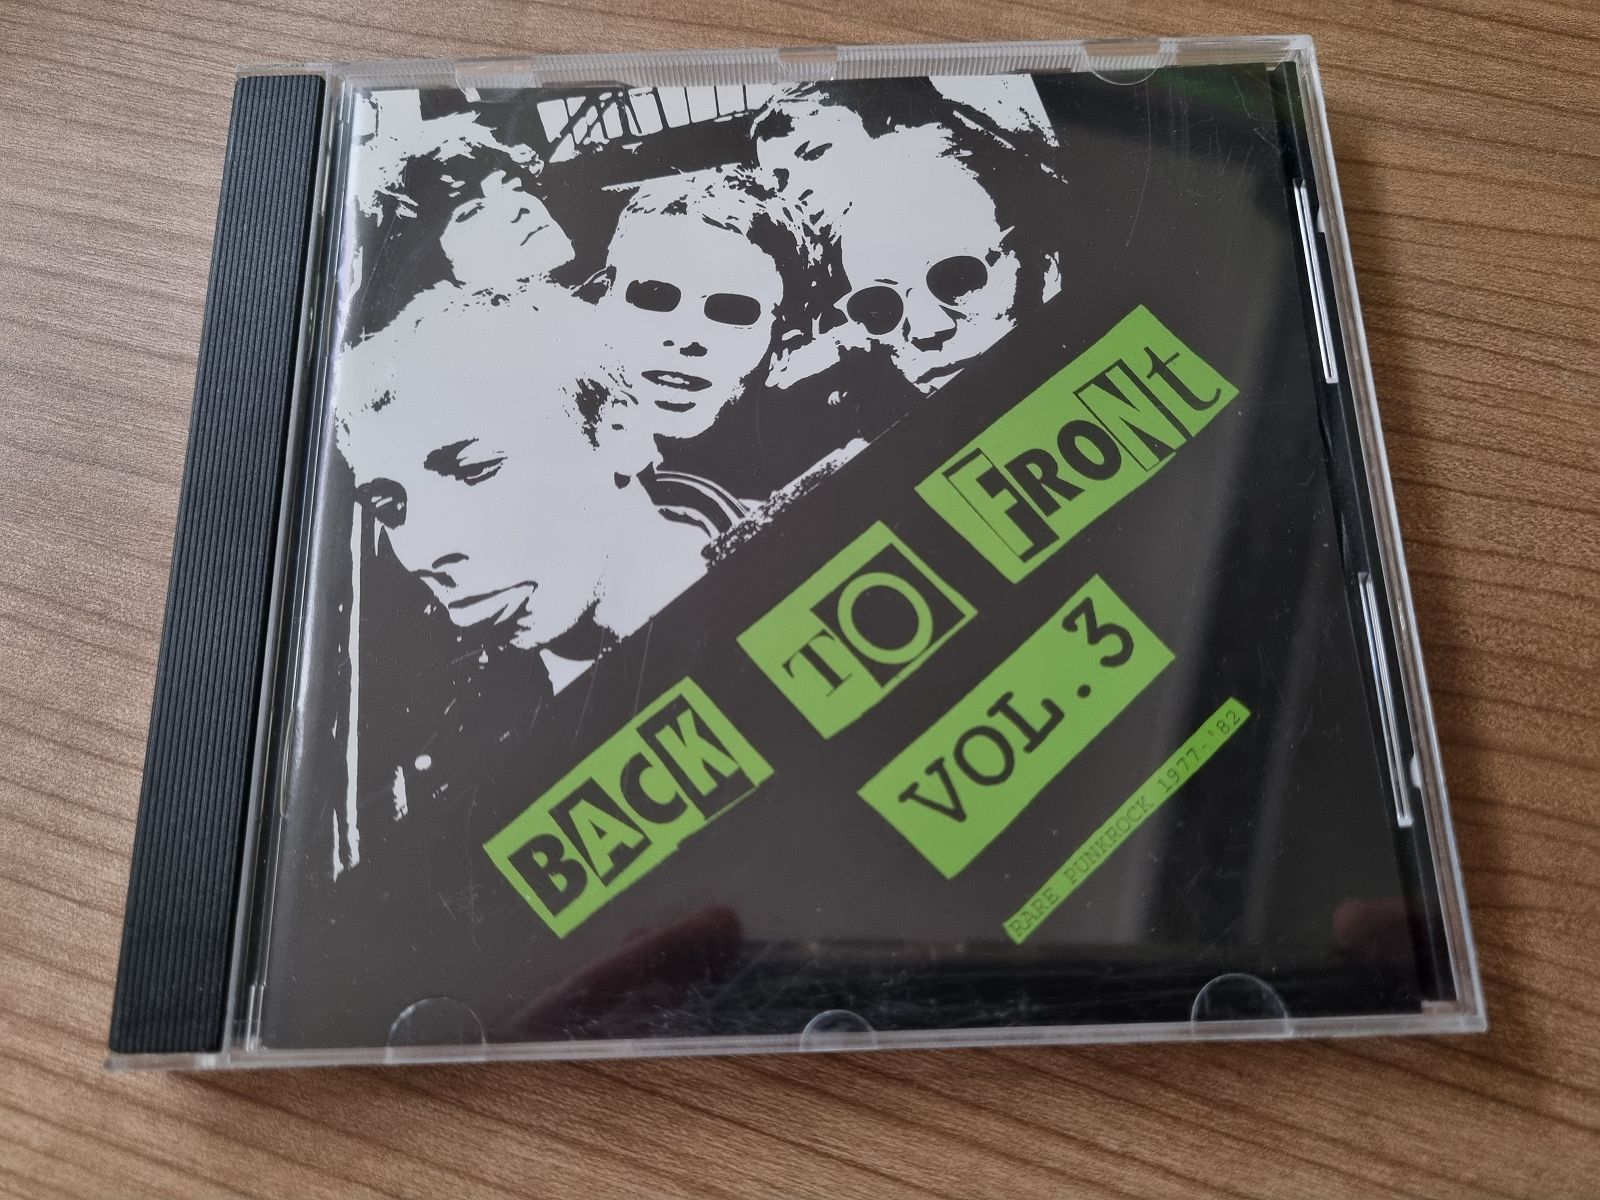 BACK TO FRONt
VOL.3
RARE PUNKROCK 1977-'82